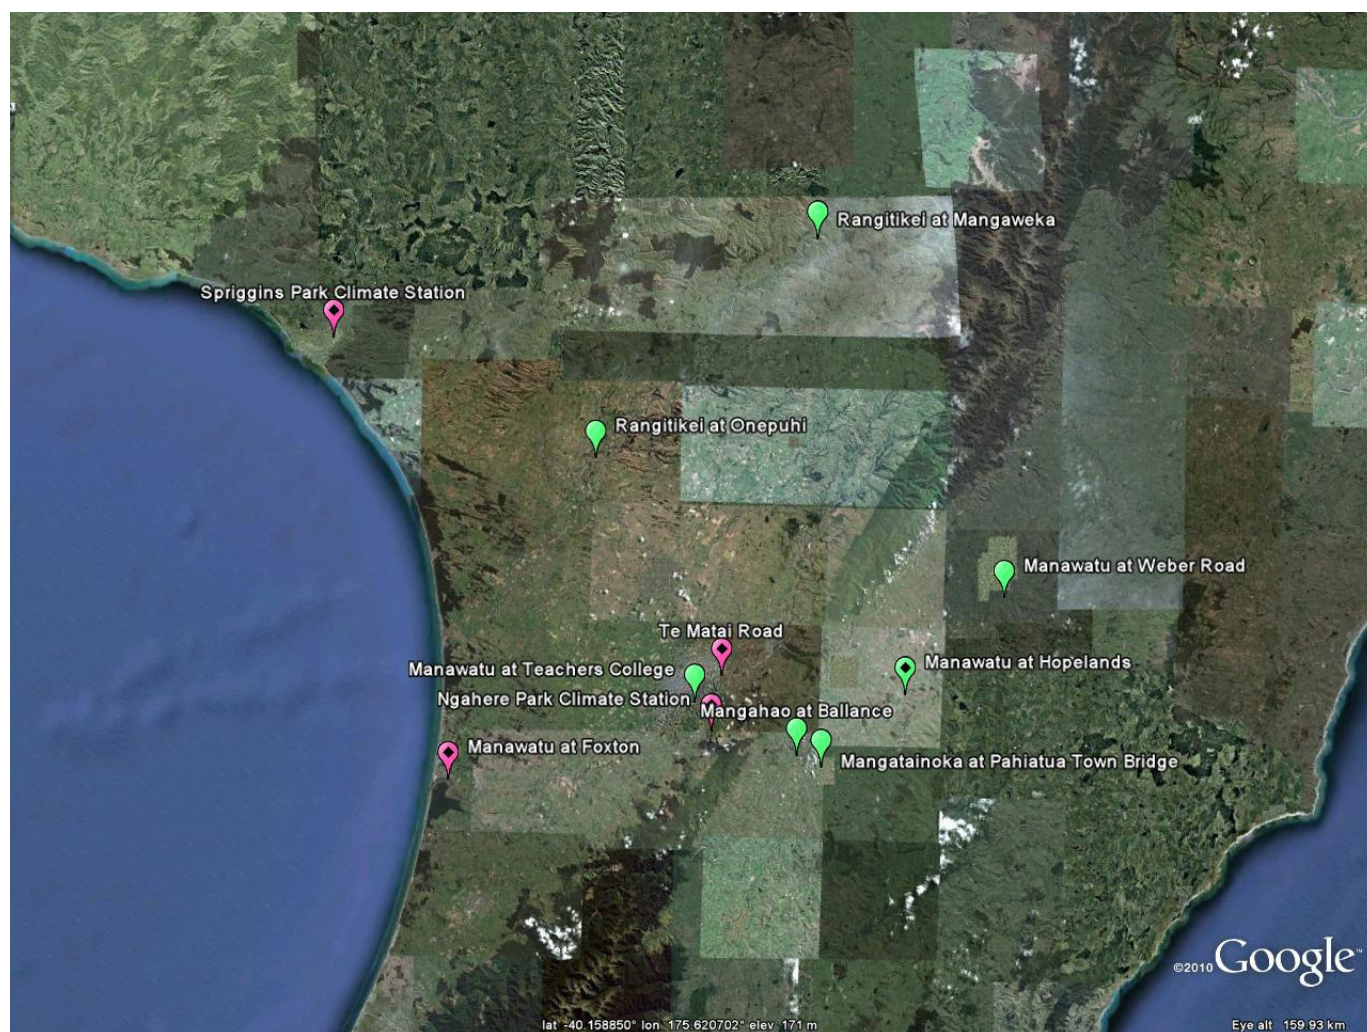 Rangitikei at Mangaweka
Spriggins Park Climate Station
Rangitikei at Onepuhi
Manawatu at Weber Road
Te Matai Road
Manawatu at Teachers College
Manawatu at Hopelands
Ngahere Park Climate Station
Mangahao at Ballance
Manawatu at Foxton
Mangatainoka at Pahiatua Town Bridge
©2010 Google™
lat -40.158850° lon 175.620702° elev 171 m
Eye alt 159.93 km